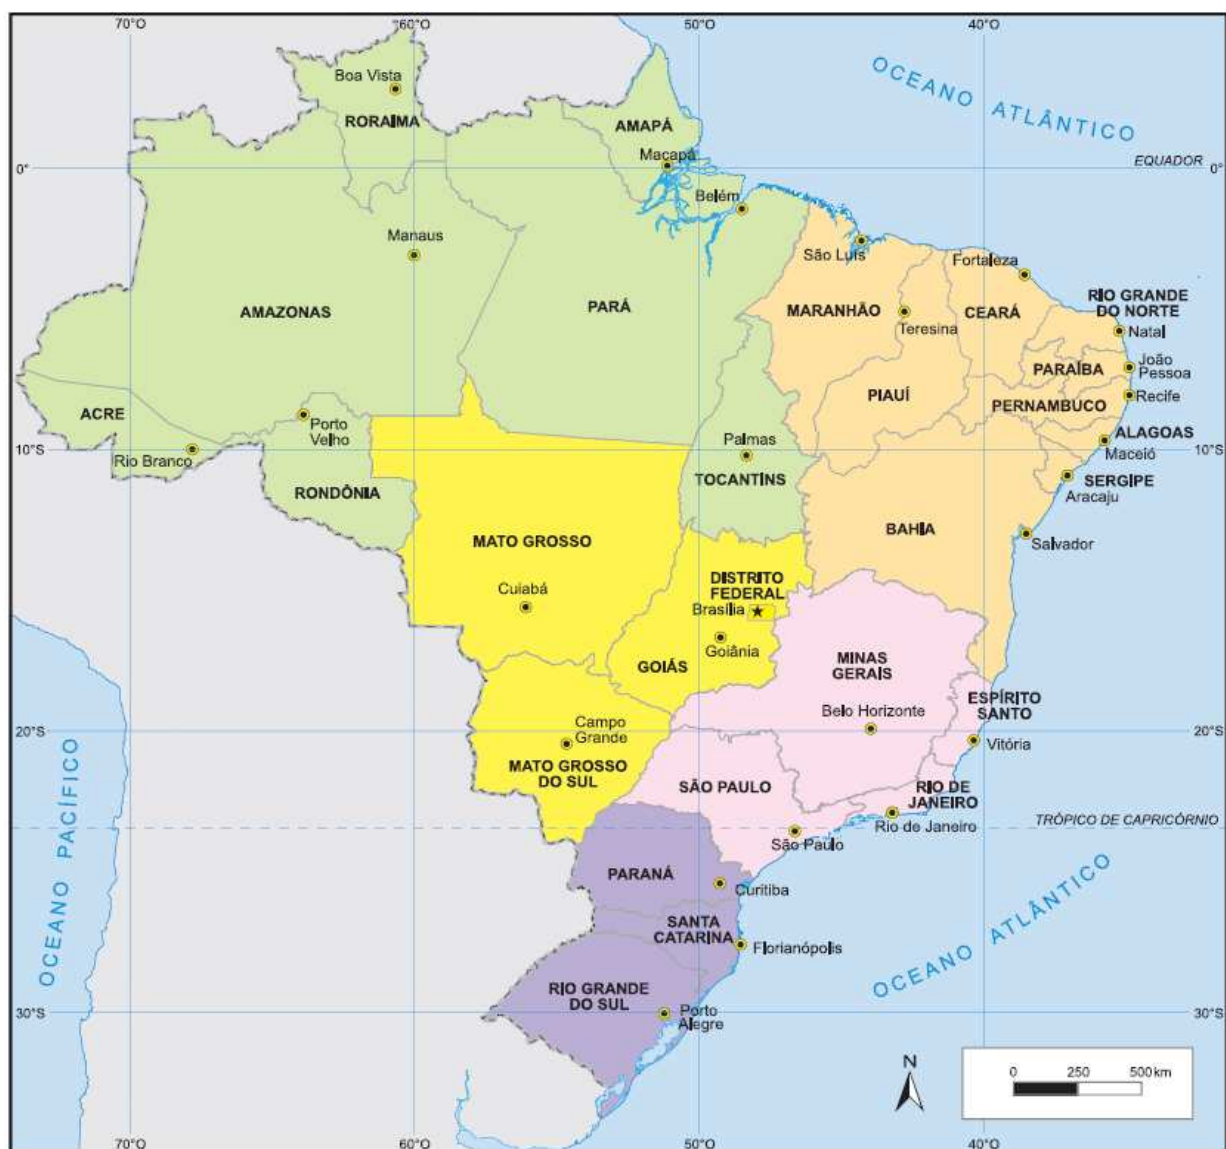 70°O
60°O
50°O
40°O
OCEANO ATLÂNTICO
Boa Vista
RORAIMA
AMAPÁ
Macapá
EQUADOR
0°
0°
Belém
Manaus
São Luís
Fortaleza
AMAZONAS
PARÁ
MARANHÃO
Teresina
CEARÁ
RIO GRANDE
DO NORTE
Natal
PARAÍBA
João
Pessoa
PIAUÍ
PERNAMBUCO
Recife
ACRE
Porto
Velho
Rio Branco
RONDÔNIA
Palmas
TOCANTINS
ALAGOAS
Maceió
SERGIPE
Aracaju
10°S
10°S
MATO GROSSO
Cuiabá
BAHIA
Salvador
DISTRITO
FEDERAL
Brasília
Goiânia
GOIÁS
MINAS
GERAIS
Belo Horizonte
ESPÍRITO
SANTO
Vitória
Campo
Grande
MATO GROSSO
DO SUL
20°S
20°S
SÃO PAULO
RIO DE
JANEIRO
Rio de Janeiro
São Paulo
TRÓPICO DE CAPRICÓRNIO
OCEANO PACÍFICO
PARANÁ
Curitiba
SANTA
CATARINA
Florianópolis
OCEANO ATLÂNTICO
RIO GRANDE
DO SUL
Porto
Alegre
30°S
30°S
N
0 250 500 km
70°O
60°O
50°O
40°O